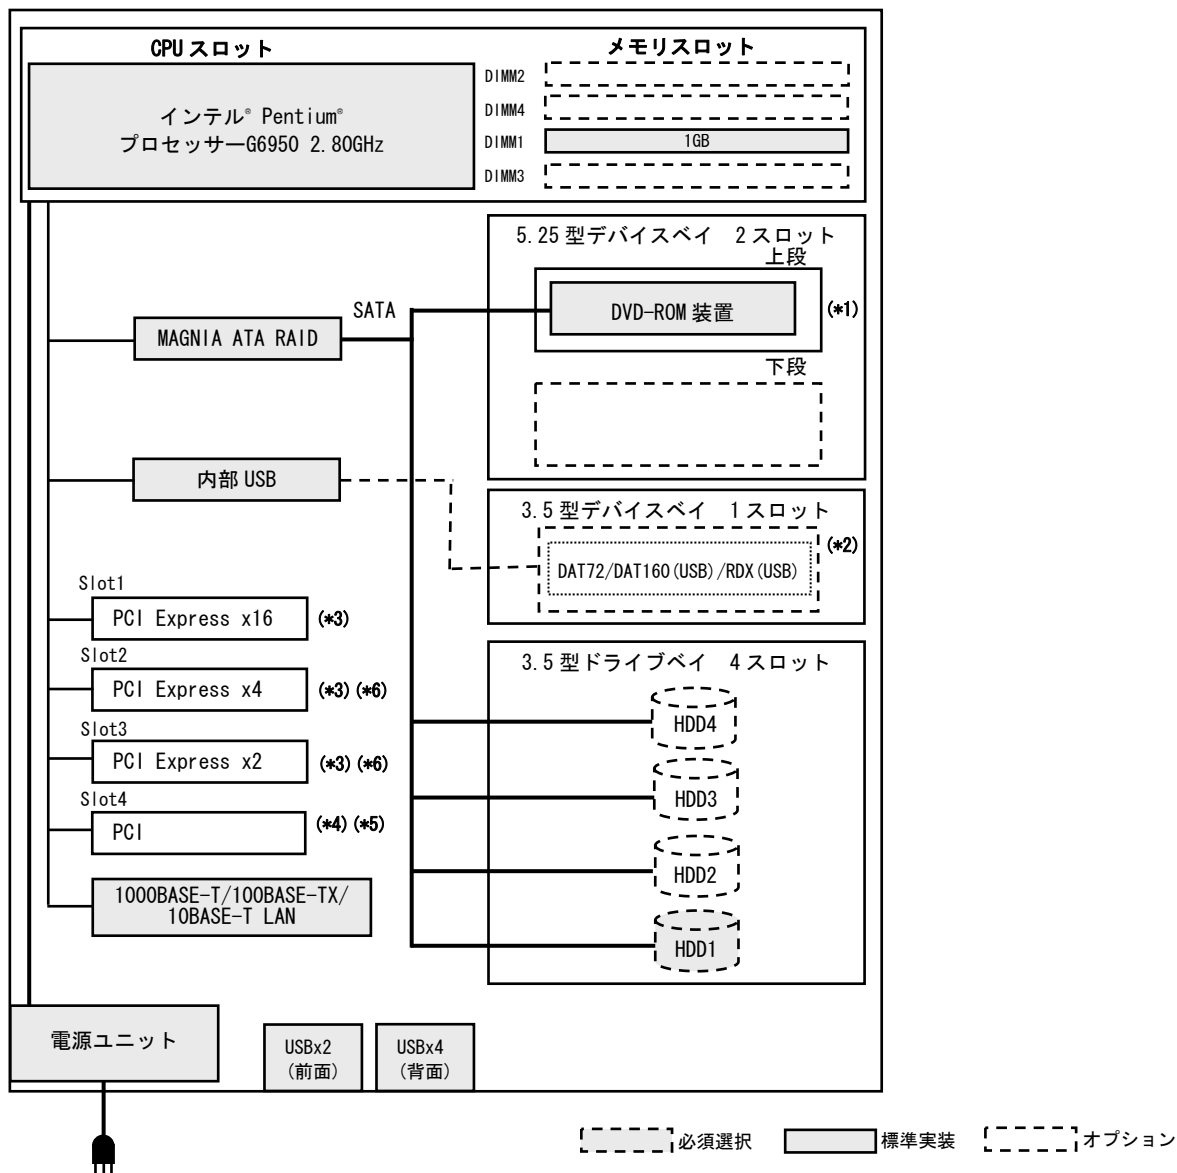 CPU スロット
メモリスロット
インテル® Pentium®
プロセッサーG6950 2.80GHz
DIMM2
DIMM4
DIMM1
1GB
DIMM3
5.25 型デバイスベイ 2 スロット
上段
DVD-ROM 装置
(*1)
下段
SATA
MAGNIA ATA RAID
内部 USB
3.5 型デバイスベイ 1 スロット
(*2)
DAT72/DAT160(USB)/RDX(USB)
Slot1
PCI Express x16
(*3)
Slot2
PCI Express x4
(*3)(*6)
Slot3
PCI Express x2
(*3)(*6)
Slot4
PCI
(*4)(*5)
1000BASE-T/100BASE-TX/
10BASE-T LAN
3.5 型ドライブベイ 4 スロット
HDD4
HDD3
HDD2
HDD1
電源ユニット
USBx2
(前面)
USBx4
(背面)
必須選択
標準実装
オプション